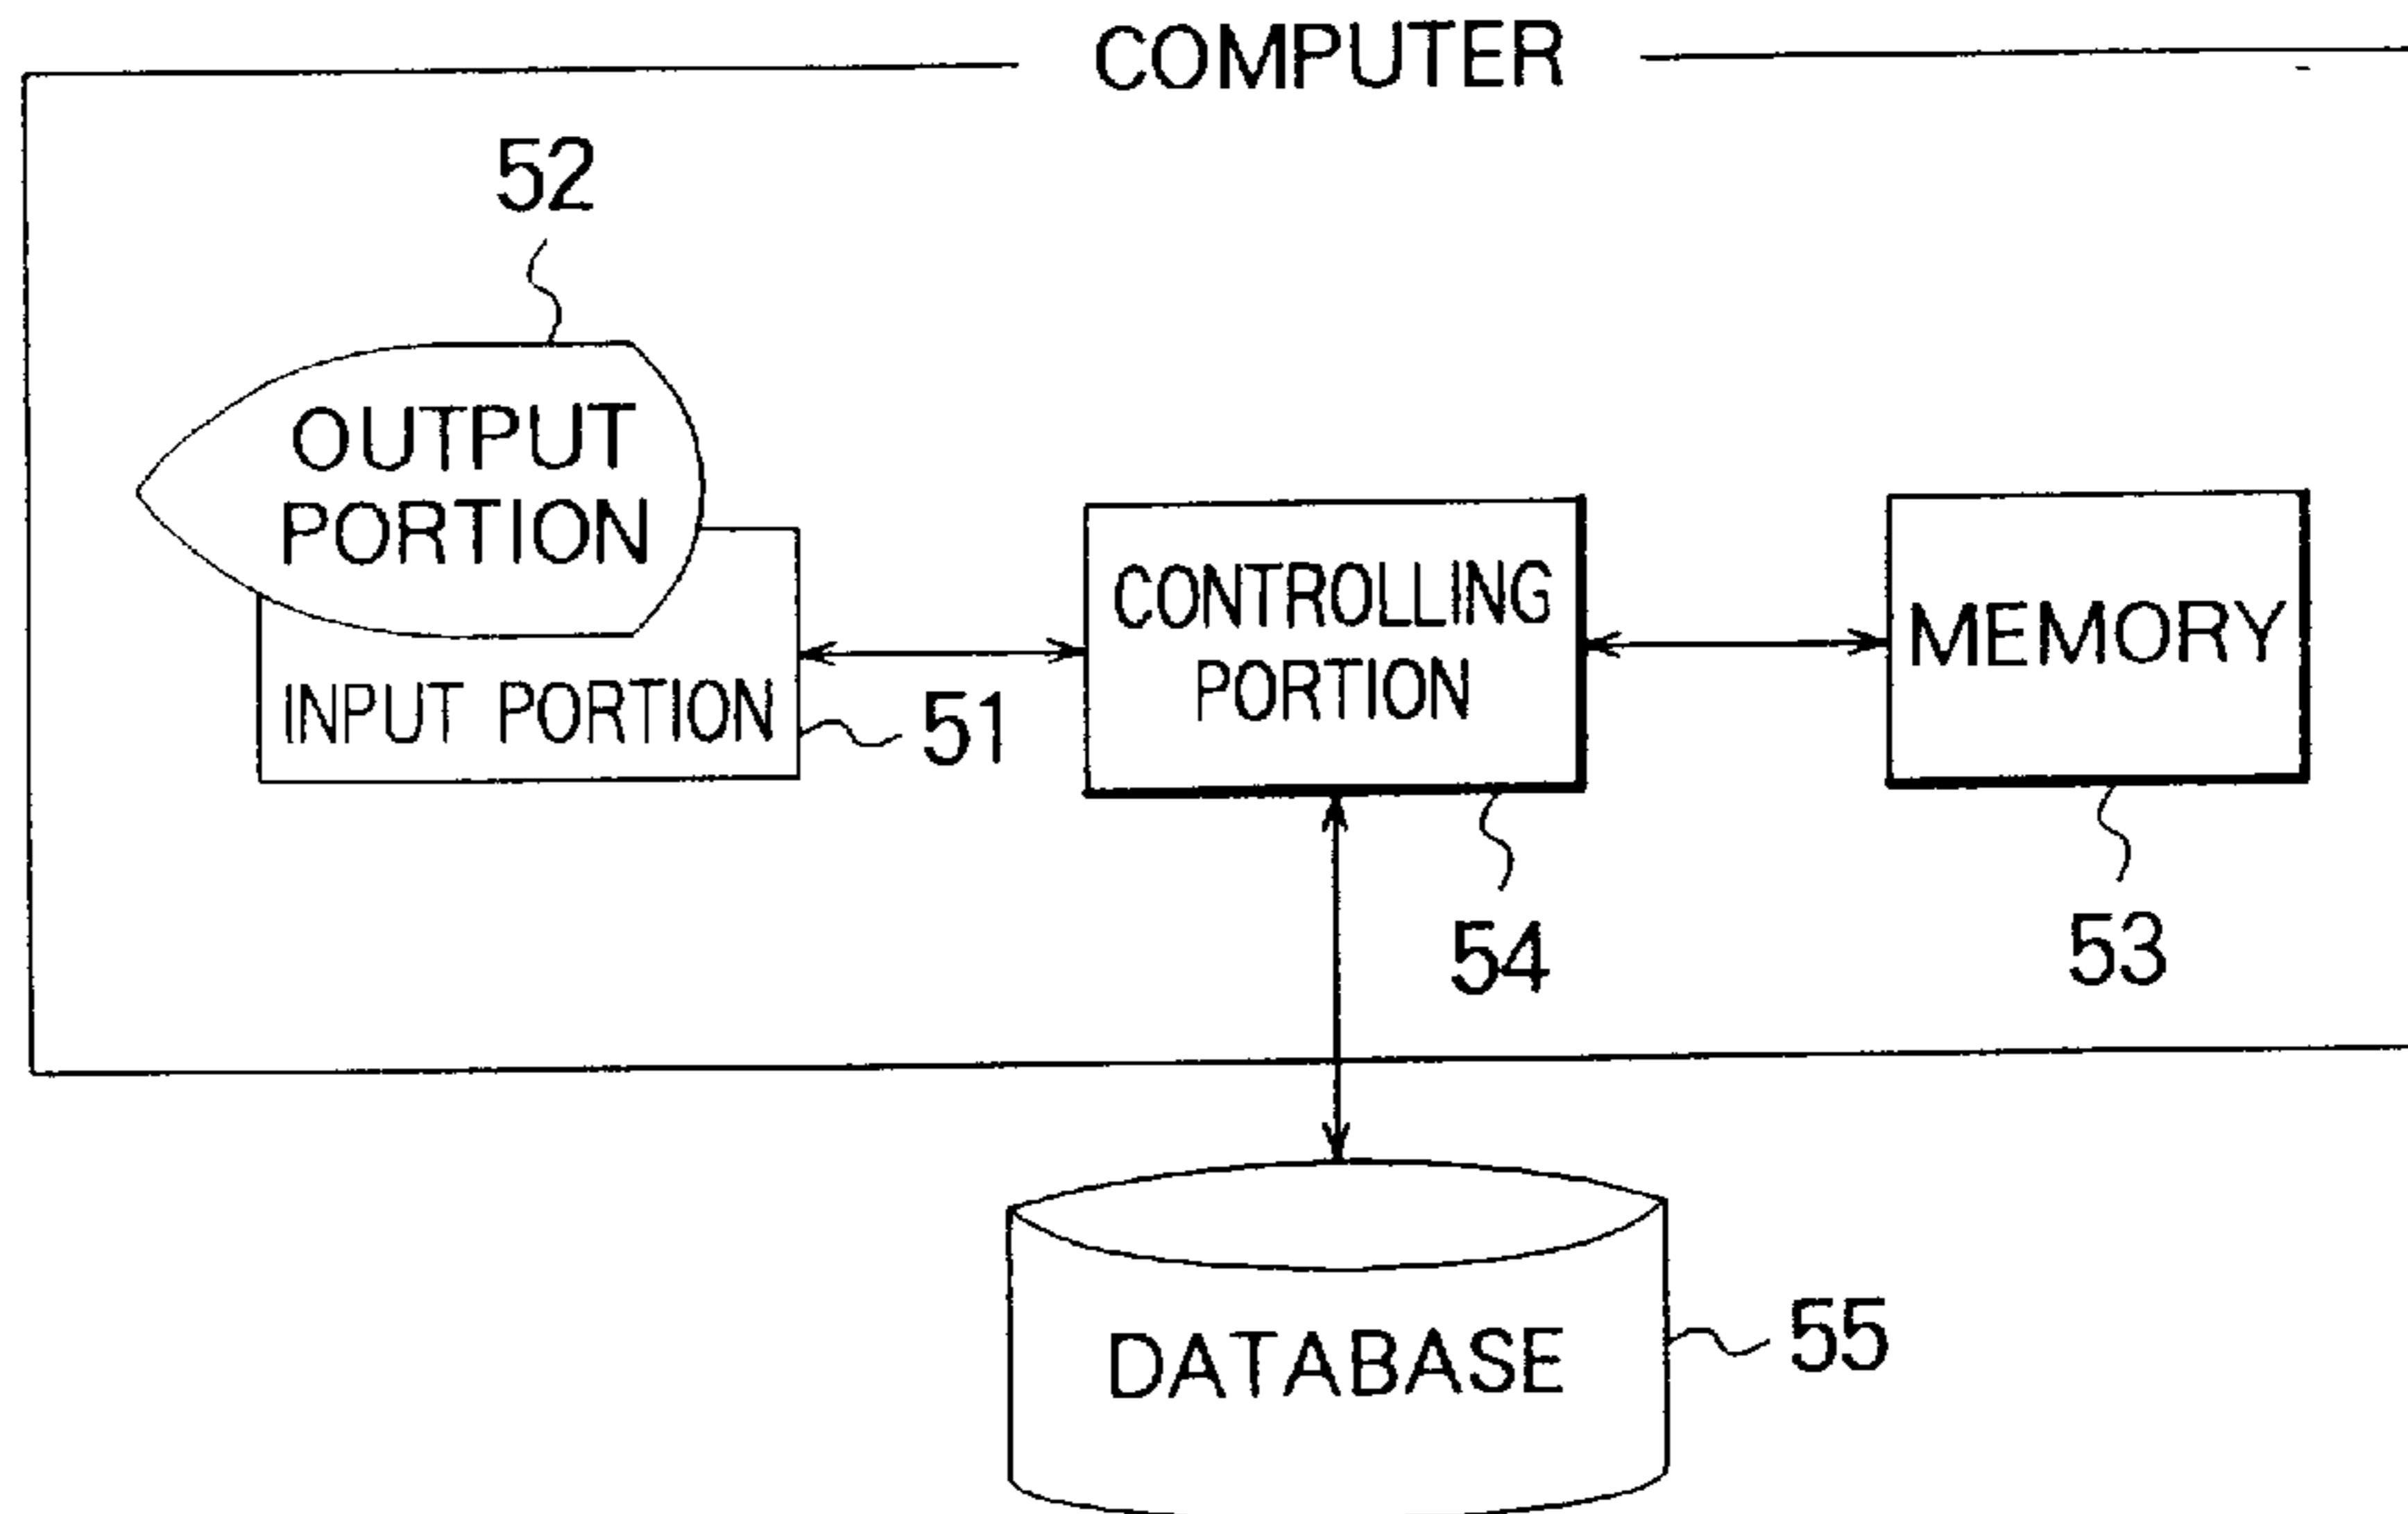 COMPUTER
52
OUTPUT
PORTION
INPUT PORTION
51
CONTROLLING
PORTION
54
MEMORY
53
DATABASE
55